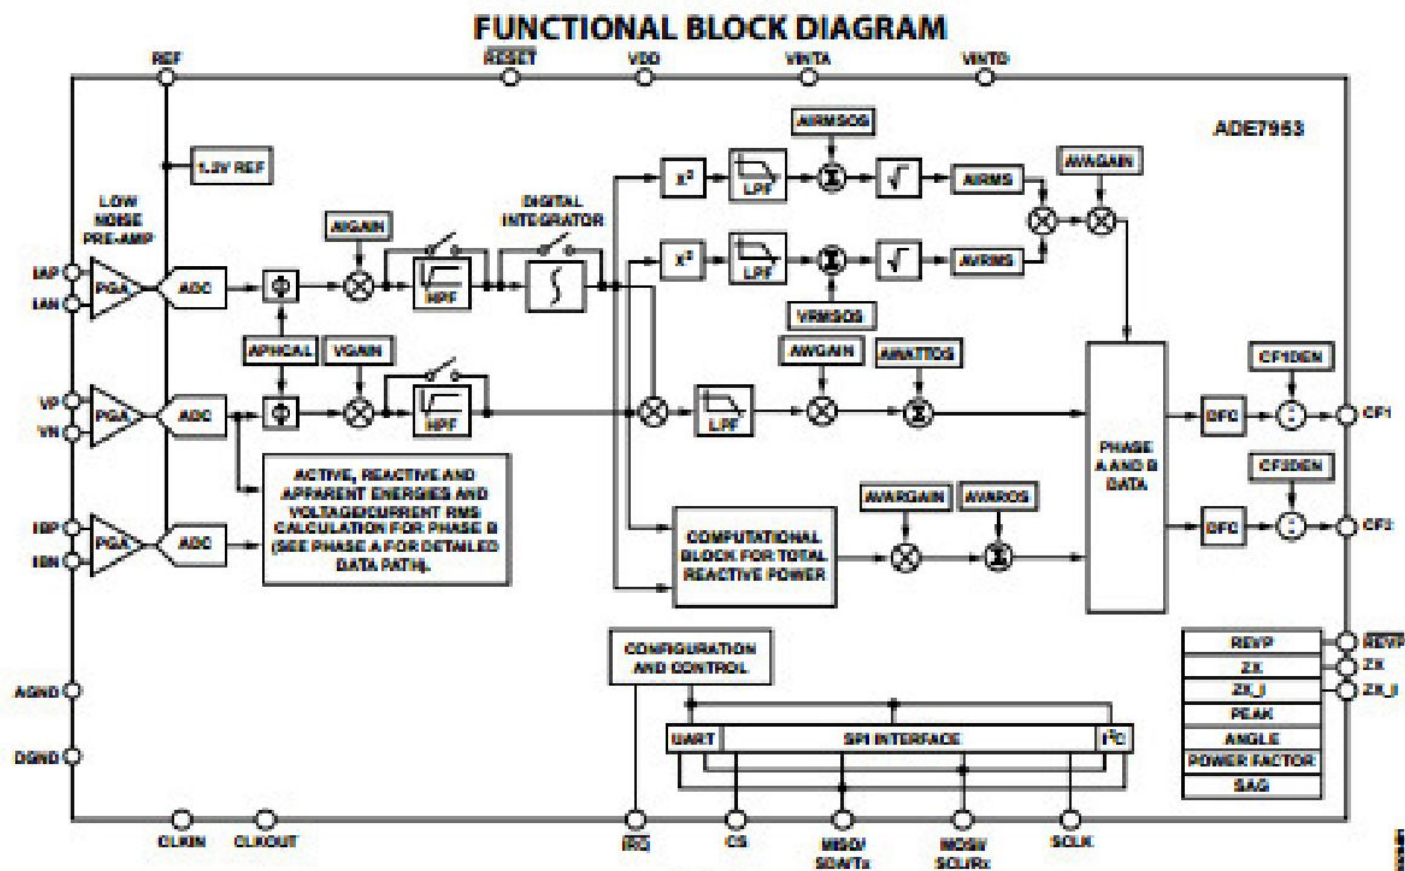 FUNCTIONAL BLOCK DIAGRAM
REF
RESET
VDD
VINTA
VINTD
ADE7953
1.2V REF
LOW
NOISE
PRE-AMP
AIGAIN
DIGITAL
INTEGRATOR
AIRMSOS
AVAGAIN
X²
LPF
Σ
√
AIRMS
IAP
IAN
PGA
ADC
Φ
HPF
∫
X²
LPF
Σ
√
AVRMS
VRMSOS
APHCAL
VGAIN
AWGAIN
AWATTOS
CF1DEN
VP
VN
PGA
ADC
Φ
HPF
LPF
Σ
PHASE
A AND B
DATA
DFC
:
CF1
ACTIVE, REACTIVE AND
APPARENT ENERGIES AND
VOLTAGE/CURRENT RMS
CALCULATION FOR PHASE B
(SEE PHASE A FOR DETAILED
DATA PATH).
AVARGAIN
AVAROS
CF2DEN
IBP
IBN
PGA
ADC
COMPUTATIONAL
BLOCK FOR TOTAL
REACTIVE POWER
Σ
DFC
:
CF2
CONFIGURATION
AND CONTROL
REVP
REVP
ZX
ZX
ZX_I
ZX_I
PEAK
ANGLE
POWER FACTOR
SAG
AGND
DGND
UART
SPI INTERFACE
I²C
CLKIN
CLKOUT
IRQ
CS
MISO/
SDA/Tx
MOSI/
SCL/Rx
SCLK